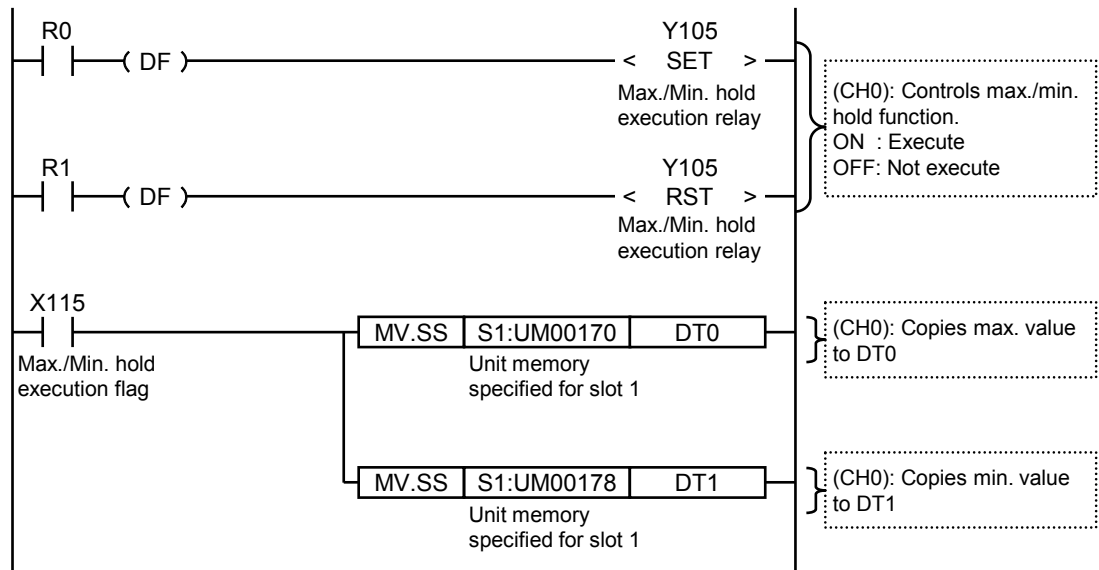 R0
( DF )
Y105
< SET >
Max./Min. hold
execution relay
(CH0): Controls max./min.
hold function.
ON : Execute
OFF: Not execute
R1
( DF )
Y105
< RST >
Max./Min. hold
execution relay
X115
Max./Min. hold
execution flag
MV.SS S1:UM00170 DT0
Unit memory
specified for slot 1
(CH0): Copies max. value
to DT0
MV.SS S1:UM00178 DT1
Unit memory
specified for slot 1
(CH0): Copies min. value
to DT1